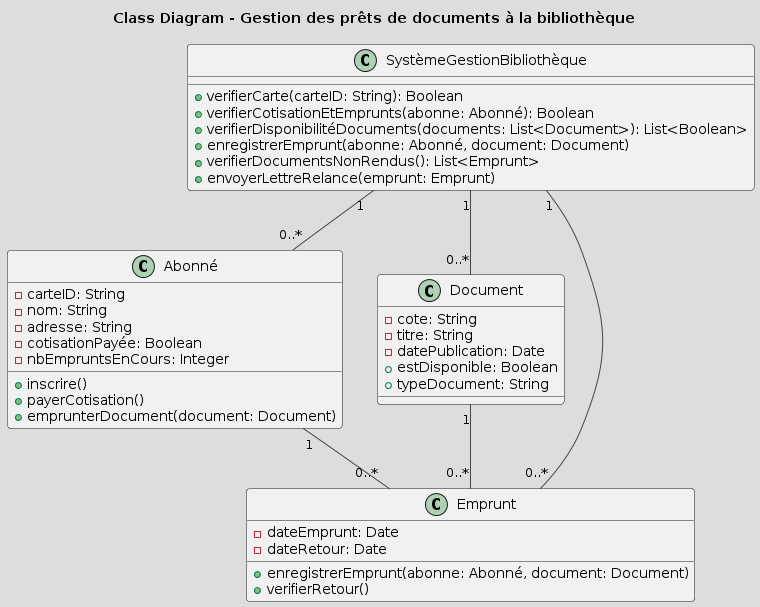 Class Diagram - Gestion des prêts de documents à la bibliothèque
C SystèmeGestionBibliothèque
verifierCarte(carteID: String): Boolean
verifierCotisationEtEmprunts(abonne: Abonné): Boolean
verifierDisponibilitéDocuments(documents: List<Document>): List<Boolean>
enregistrerEmprunt(abonne: Abonné, document: Document)
verifierDocumentsNonRendus(): List<Emprunt>
envoyerLettreRelance(emprunt: Emprunt)
1 1 1
0..*
0..*
C Abonné
carteID: String
nom: String
adresse: String
cotisationPayée: Boolean
nbEmpruntsEnCours: Integer
inscrire()
payerCotisation()
emprunterDocument(document: Document)
C Document
cote: String
titre: String
datePublication: Date
estDisponible: Boolean
typeDocument: String
1
1
0..* 0..* 0..*
C Emprunt
dateEmprunt: Date
dateRetour: Date
enregistrerEmprunt(abonne: Abonné, document: Document)
verifierRetour()